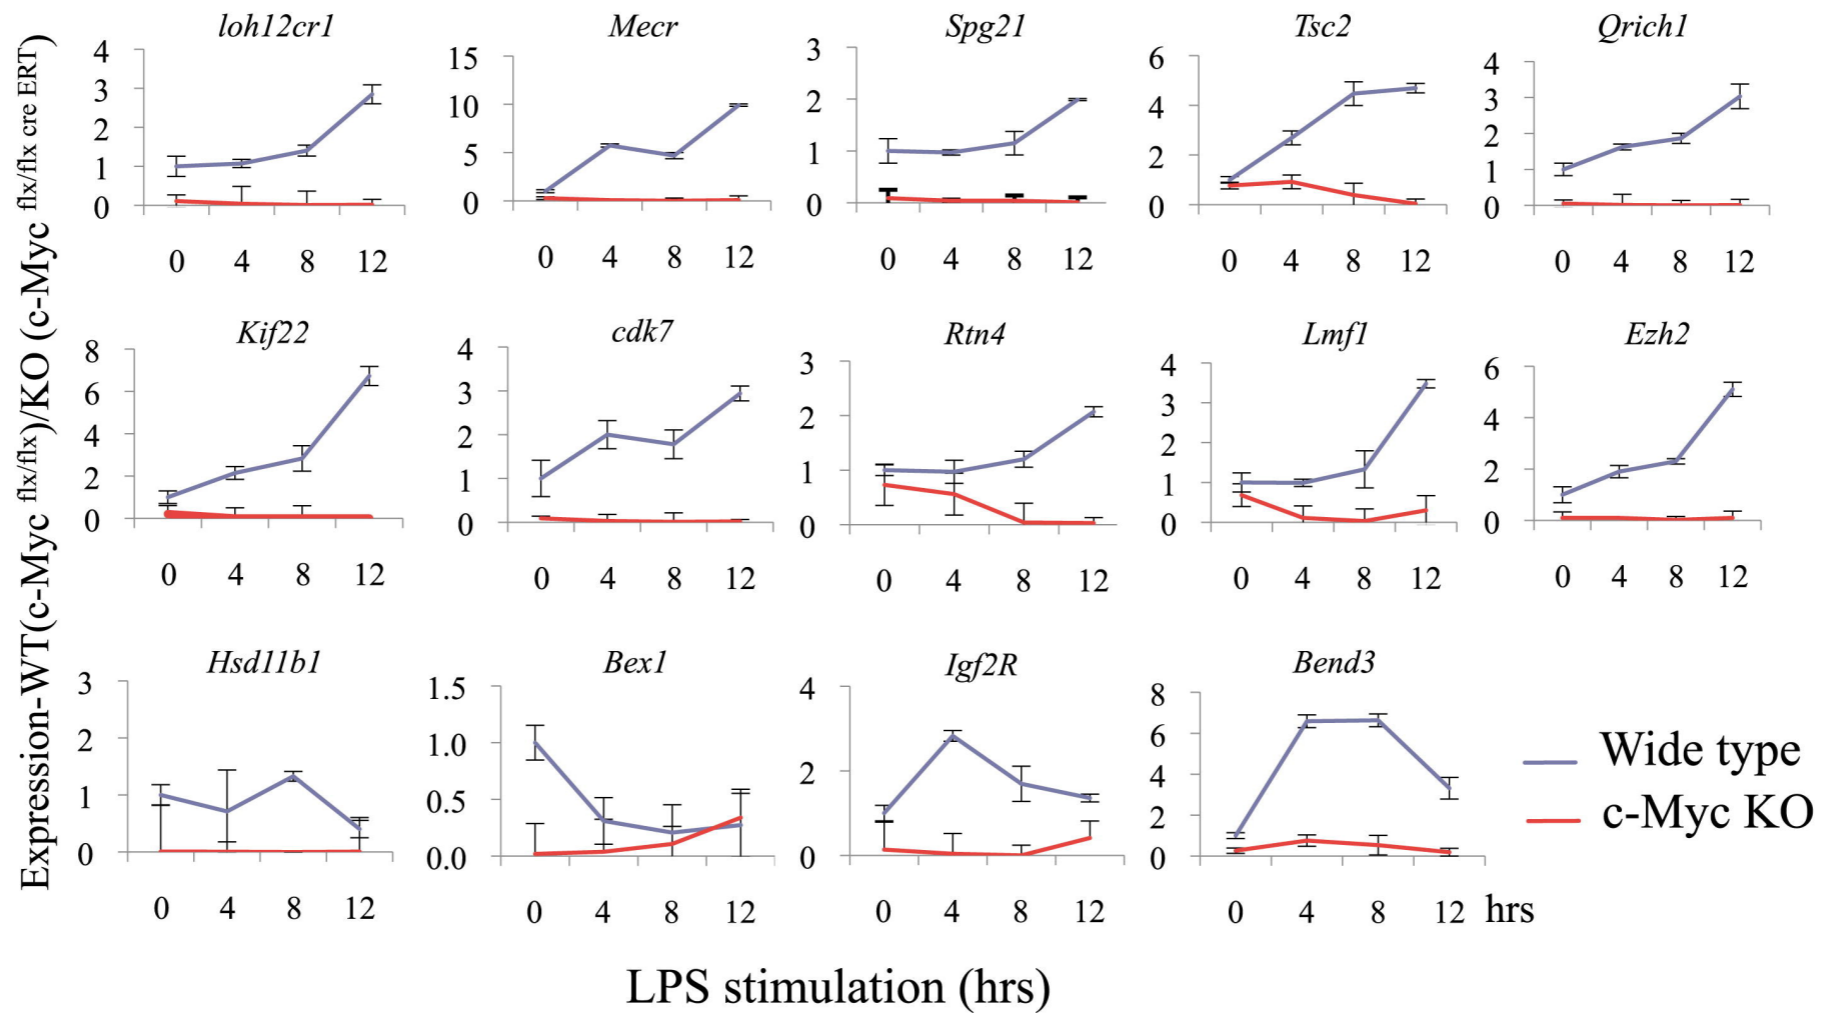 Expression-WT(c-Myc flx/flx)/KO (c-Myc flx/flx cre ERT)
loh12cr1
4
3
2
1
0
0 4 8 12
Mecr
15
10
5
0
0 4 8 12
Spg21
3
2
1
0
0 4 8 12
Tsc2
6
4
2
0
0 4 8 12
Qrich1
4
3
2
1
0
0 4 8 12
Kif22
8
6
4
2
0
0 4 8 12
cdk7
4
3
2
1
0
0 4 8 12
Rtn4
3
2
1
0
0 4 8 12
Lmf1
4
3
2
1
0
0 4 8 12
Ezh2
6
4
2
0
0 4 8 12
Hsd11b1
3
2
1
0
0 4 8 12
Bex1
1.5
1.0
0.5
0.0
0 4 8 12
Igf2R
4
2
0
0 4 8 12
Bend3
8
6
4
2
0
0 4 8 12 hrs
Wide type
c-Myc KO
LPS stimulation (hrs)